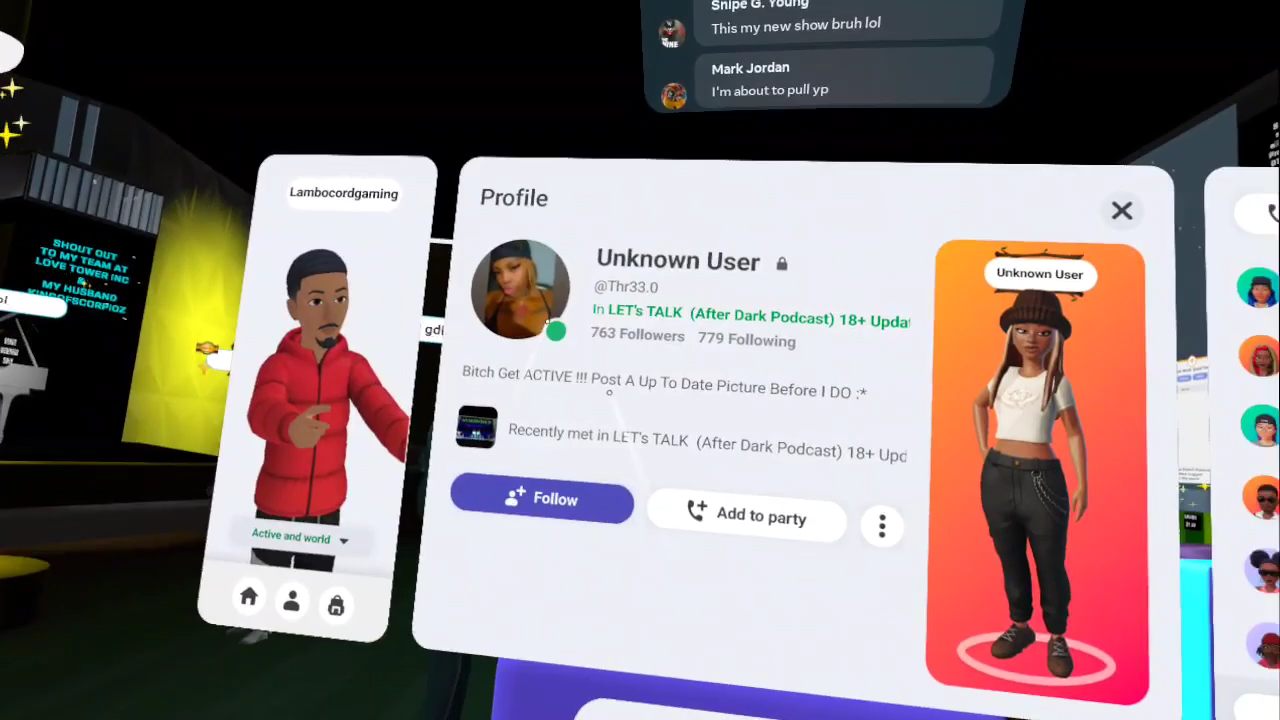 Snipe G. Young
This my new show bruh lol
Mark Jordan
I'm about to pull yp
Lambocordgaming
Profile
Unknown User
@Thr33.0
In LET's TALK (After Dark Podcast) 18+ Updat
763 Followers 779 Following
Bitch Get ACTIVE !!! Post A Up To Date Picture Before I DO :*
Recently met in LET's TALK (After Dark Podcast) 18+ Upd
Follow
Add to party
Unknown User
Active and world
SHOUT OUT
TO MY TEAM AT
LOVE TOWER INC
&
MY HUSBAND
KINGOFSCORPIOZ
gdi